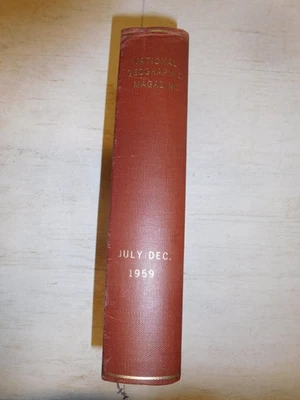 NATIONAL
GEOGRAPHIC
MAGAZINE
JULY-DEC.
1959